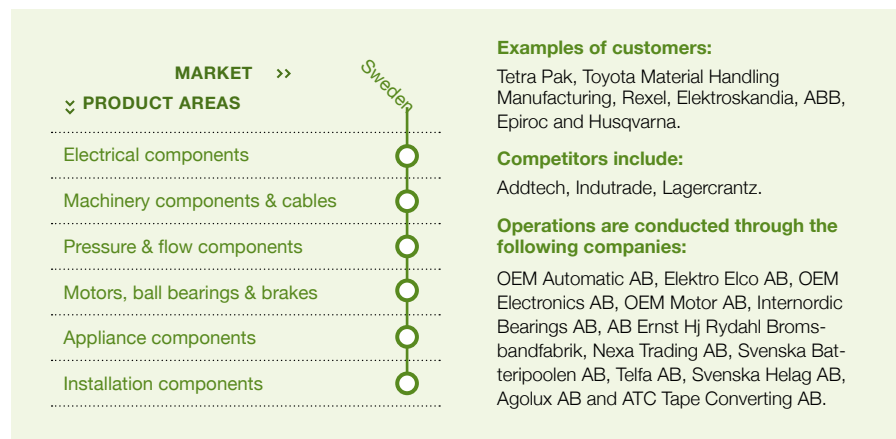 MARKET >>
Sweden
PRODUCT AREAS
Electrical components
Machinery components & cables
Pressure & flow components
Motors, ball bearings & brakes
Appliance components
Installation components
Examples of customers:
Tetra Pak, Toyota Material Handling
Manufacturing, Rexel, Elektroskandia, ABB,
Epiroc and Husqvarna.
Competitors include:
Addtech, Indutrade, Lagercrantz.
Operations are conducted through the
following companies:
OEM Automatic AB, Elektro Elco AB, OEM
Electronics AB, OEM Motor AB, Internordic
Bearings AB, AB Ernst Hj Rydahl Broms-
bandfabrik, Nexa Trading AB, Svenska Bat-
teripoolen AB, Telfa AB, Svenska Helag AB,
Agolux AB and ATC Tape Converting AB.